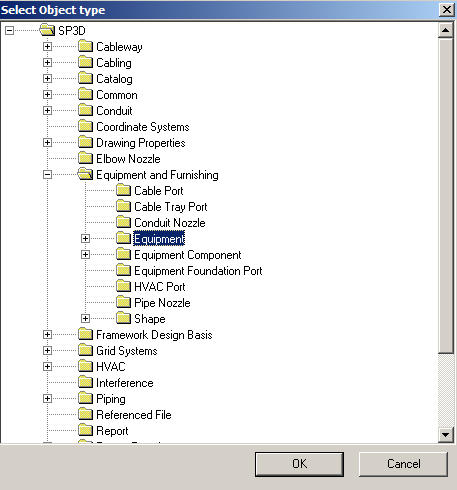 Select Object type
SP3D
Cableway
Cabling
Catalog
Common
Conduit
Coordinate Systems
Drawing Properties
Elbow Nozzle
Equipment and Furnishing
Cable Port
Cable Tray Port
Conduit Nozzle
Equipment
Equipment Component
Equipment Foundation Port
HVAC Port
Pipe Nozzle
Shape
Framework Design Basis
Grid Systems
HVAC
Interference
Piping
Referenced File
Report
OK
Cancel